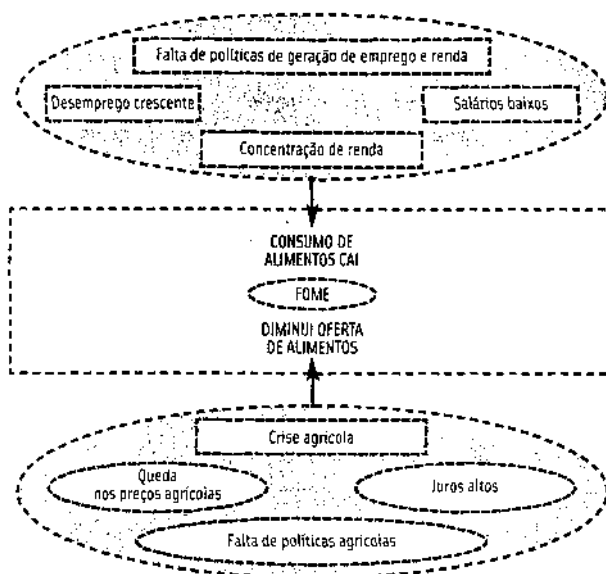 Falta de políticas de geração de emprego e renda
Desemprego crescente
Salários baixos
Concentração de renda
CONSUMO DE
ALIMENTOS CAI
FOME
DIMINUI OFERTA
DE ALIMENTOS
Crise agrícola
Queda
nos preços agrícolas
Juros altos
Falta de políticas agrícolas